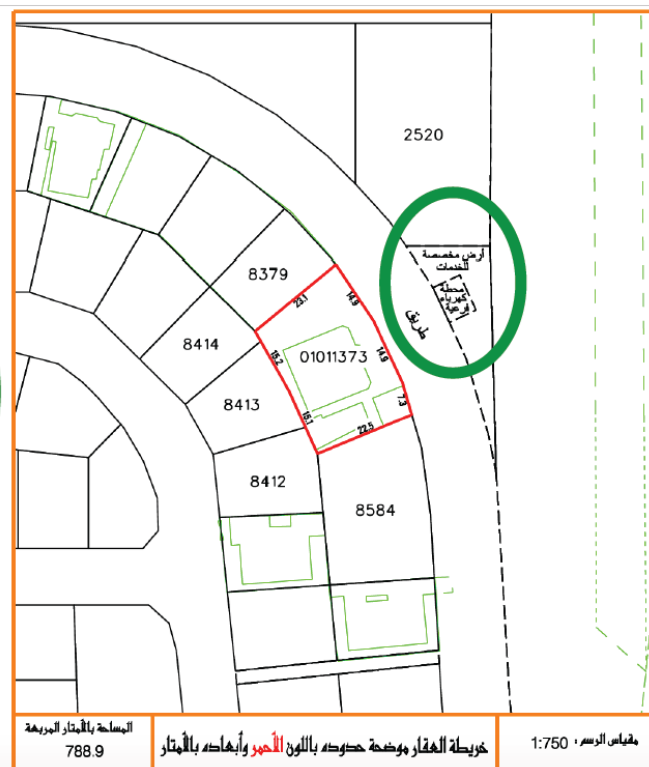 2520
أرض مخصصة
للخدمات
محطة
كهرباء
فرعية
طريق
8379
23.1
14.9
8414
15.2
01011373
14.9
8413
15.1
7.3
22.5
8412
8584
مقياس الرسم : 1:750
خريطة العقار موضحة حدوده باللون الأحمر وأبعاده بالأمتار
المساحة بالأمتار المربعة
788.9